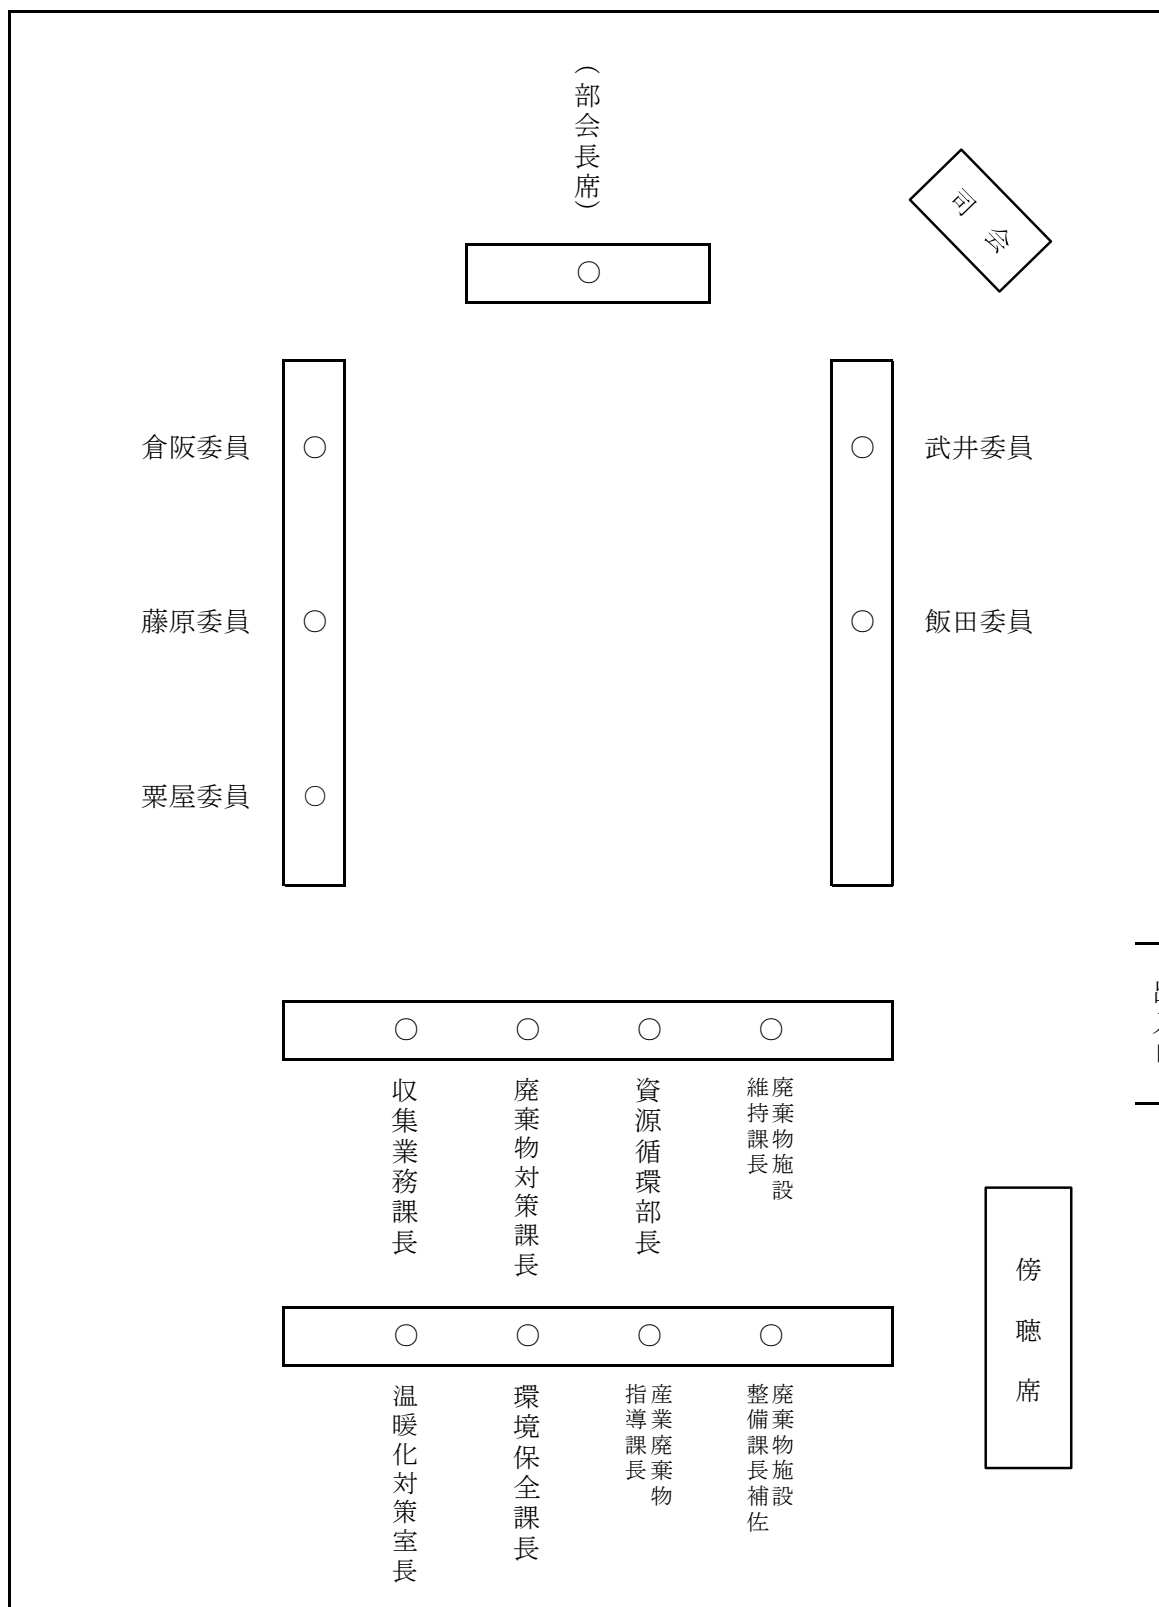 （部会長席）
司会
倉阪委員
武井委員
藤原委員
飯田委員
粟屋委員
廃棄物施設
維持課長
資源循環部長
廃棄物対策課長
収集業務課長
傍聴席
廃棄物施設
整備課長補佐
産業廃棄物
指導課長
環境保全課長
温暖化対策室長